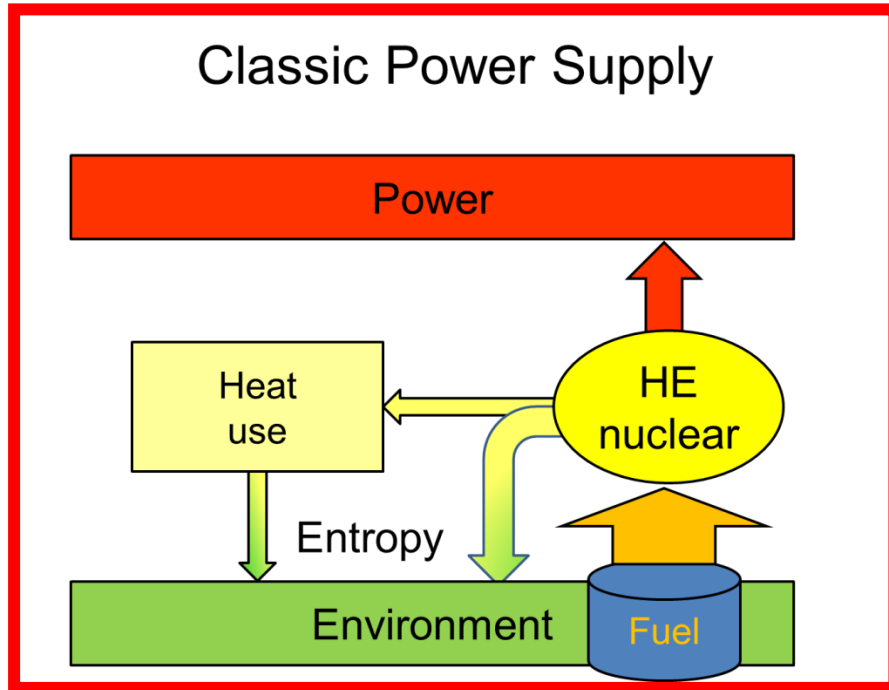 Classic Power Supply
Power
Heat
use
HE
nuclear
Entropy
Environment
Fuel